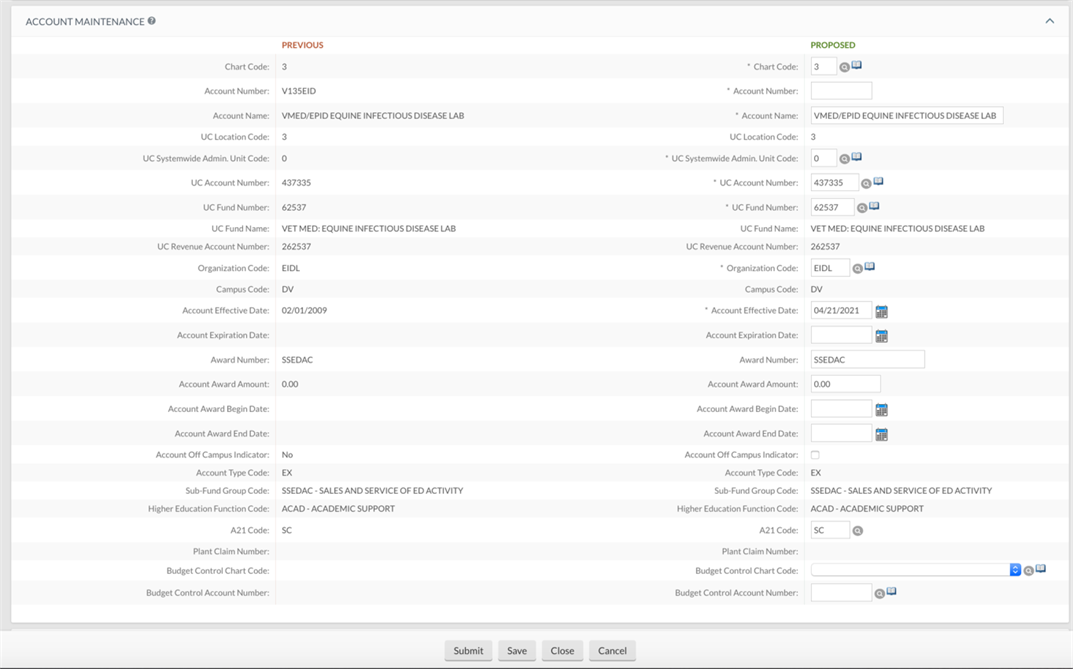 ACCOUNT MAINTENANCE ?
PREVIOUS PROPOSED
Chart Code: 3 * Chart Code: 3
Account Number: V135EID * Account Number:
Account Name: VMED/EPID EQUINE INFECTIOUS DISEASE LAB * Account Name: VMED/EPID EQUINE INFECTIOUS DISEASE LAB
UC Location Code: 3 UC Location Code: 3
UC Systemwide Admin. Unit Code: 0 * UC Systemwide Admin. Unit Code: 0
UC Account Number: 437335 * UC Account Number: 437335
UC Fund Number: 62537 * UC Fund Number: 62537
UC Fund Name: VET MED: EQUINE INFECTIOUS DISEASE LAB UC Fund Name: VET MED: EQUINE INFECTIOUS DISEASE LAB
UC Revenue Account Number: 262537 UC Revenue Account Number: 262537
Organization Code: EIDL * Organization Code: EIDL
Campus Code: DV Campus Code: DV
Account Effective Date: 02/01/2009 * Account Effective Date: 04/21/2021
Account Expiration Date: Account Expiration Date:
Award Number: SSEDAC Award Number: SSEDAC
Account Award Amount: 0.00 Account Award Amount: 0.00
Account Award Begin Date: Account Award Begin Date:
Account Award End Date: Account Award End Date:
Account Off Campus Indicator: No Account Off Campus Indicator:
Account Type Code: EX Account Type Code: EX
Sub-Fund Group Code: SSEDAC - SALES AND SERVICE OF ED ACTIVITY Sub-Fund Group Code: SSEDAC - SALES AND SERVICE OF ED ACTIVITY
Higher Education Function Code: ACAD - ACADEMIC SUPPORT Higher Education Function Code: ACAD - ACADEMIC SUPPORT
A21 Code: SC A21 Code: SC
Plant Claim Number: Plant Claim Number:
Budget Control Chart Code: Budget Control Chart Code:
Budget Control Account Number: Budget Control Account Number:
Submit Save Close Cancel